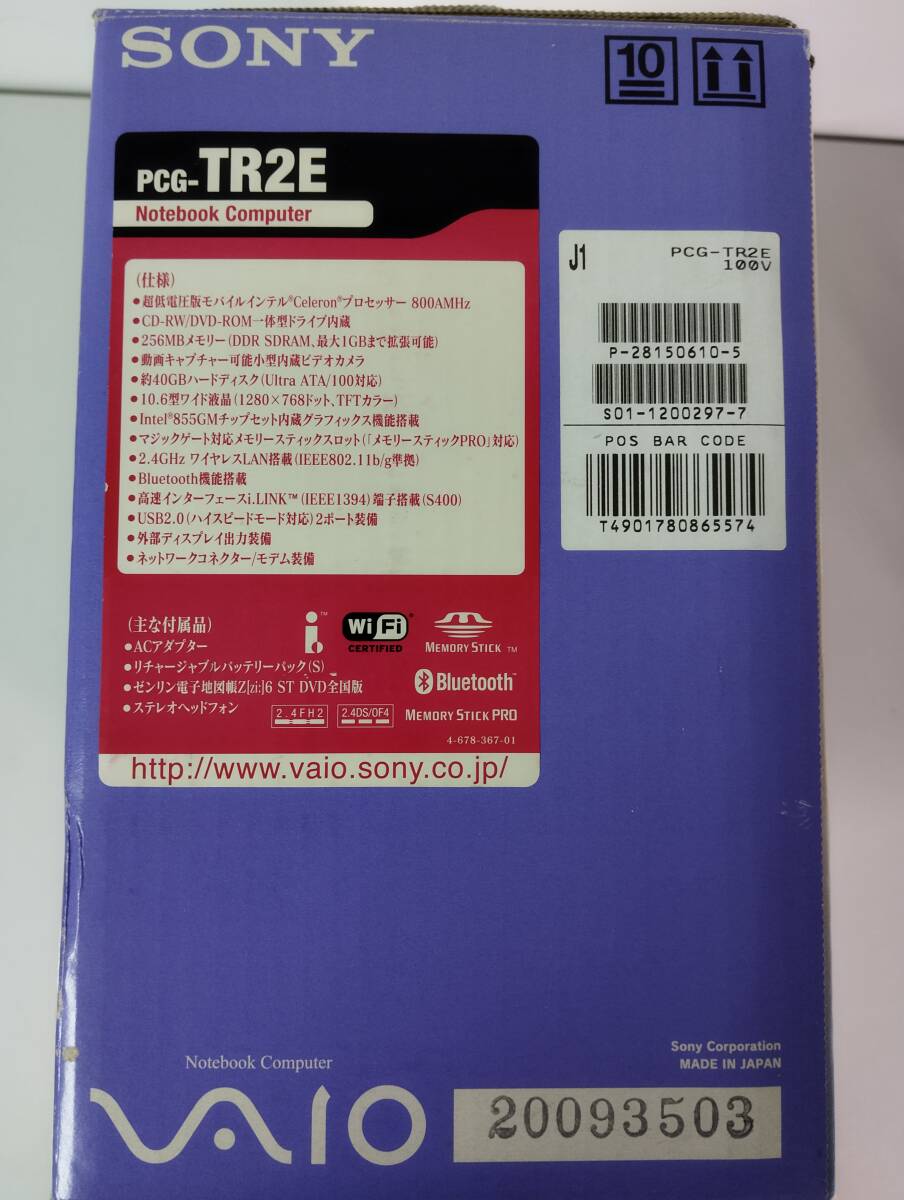 SONY
10
PCG-TR2E
Notebook Computer
(仕様)
●超低電圧版モバイルインテル®Celeron®プロセッサー 800AMHz
●CD-RW/DVD-ROM一体型ドライブ内蔵
●256MBメモリー(DDR SDRAM、最大1GBまで拡張可能)
●動画キャプチャー可能小型内蔵ビデオカメラ
●約40GBハードディスク(Ultra ATA/100対応)
●10.6型ワイド液晶(1280×768ドット、TFTカラー)
●Intel®855GMチップセット内蔵グラフィックス機能搭載
●マジックゲート対応メモリースティックスロット(「メモリースティックPRO」対応)
●2.4GHz ワイヤレスLAN搭載(IEEE802.11b/g準拠)
●Bluetooth機能搭載
●高速インターフェースi.LINK™(IEEE1394)端子搭載(S400)
●USB2.0(ハイスピードモード対応)2ポート装備
●外部ディスプレイ出力装備
●ネットワークコネクター/モデム装備
(主な付属品)
●ACアダプター
●リチャージャブルバッテリーパック(S)
●ゼンリン電子地図帳Z[zi:]6 ST DVD全国版
●ステレオヘッドフォン
i™
Wi Fi®
CERTIFIED
MEMORY STICK™
Bluetooth™
2.4FH2
2.4DS/OF4
MEMORY STICK PRO
4-678-367-01
http://www.vaio.sony.co.jp/
J1
PCG-TR2E
100V
P-28150610-5
S01-1200297-7
POS BAR CODE
T4901780865574
Sony Corporation
MADE IN JAPAN
Notebook Computer
VAIO
20093503